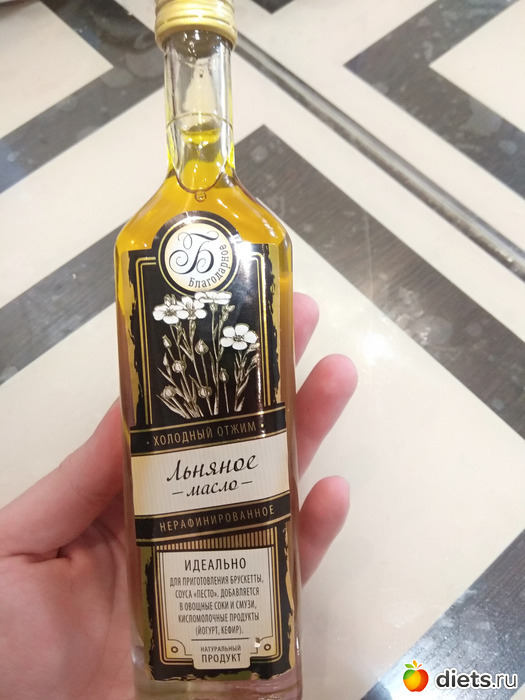 Б
Благодарное
ХОЛОДНЫЙ ОТЖИМ
Льняное
масло
НЕРАФИНИРОВАННОЕ
ИДЕАЛЬНО
ДЛЯ ПРИГОТОВЛЕНИЯ БРУСКЕТТЫ,
СОУСА «ПЕСТО». ДОБАВЛЯЕТСЯ
В ОВОЩНЫЕ СОКИ И СМУЗИ,
КИСЛОМОЛОЧНЫЕ ПРОДУКТЫ
(ЙОГУРТ, КЕФИР).
НАТУРАЛЬНЫЙ
ПРОДУКТ
diets.ru